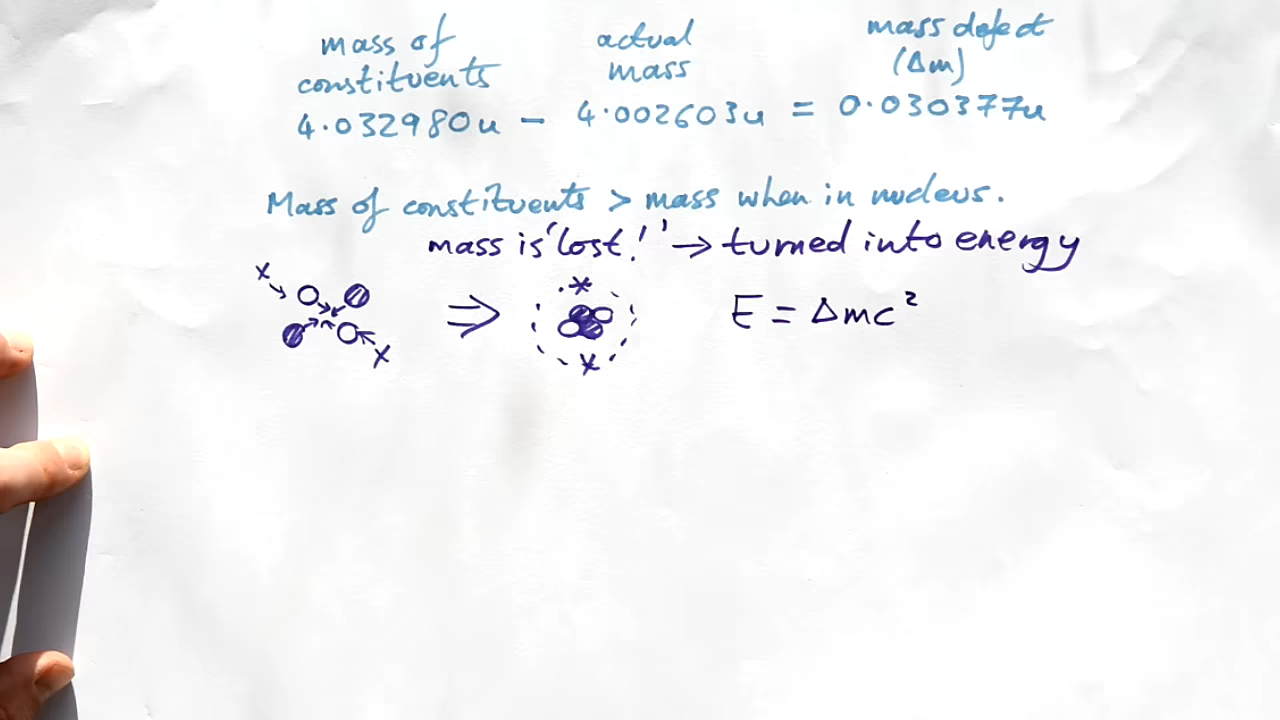 mass of constituents
actual mass
mass defect (Δm)
4.032980u − 4.002603u = 0.030377u
Mass of constituents > mass when in nucleus.
mass is 'lost!' → turned into energy
x
x
⇒
x
x
E = Δmc²